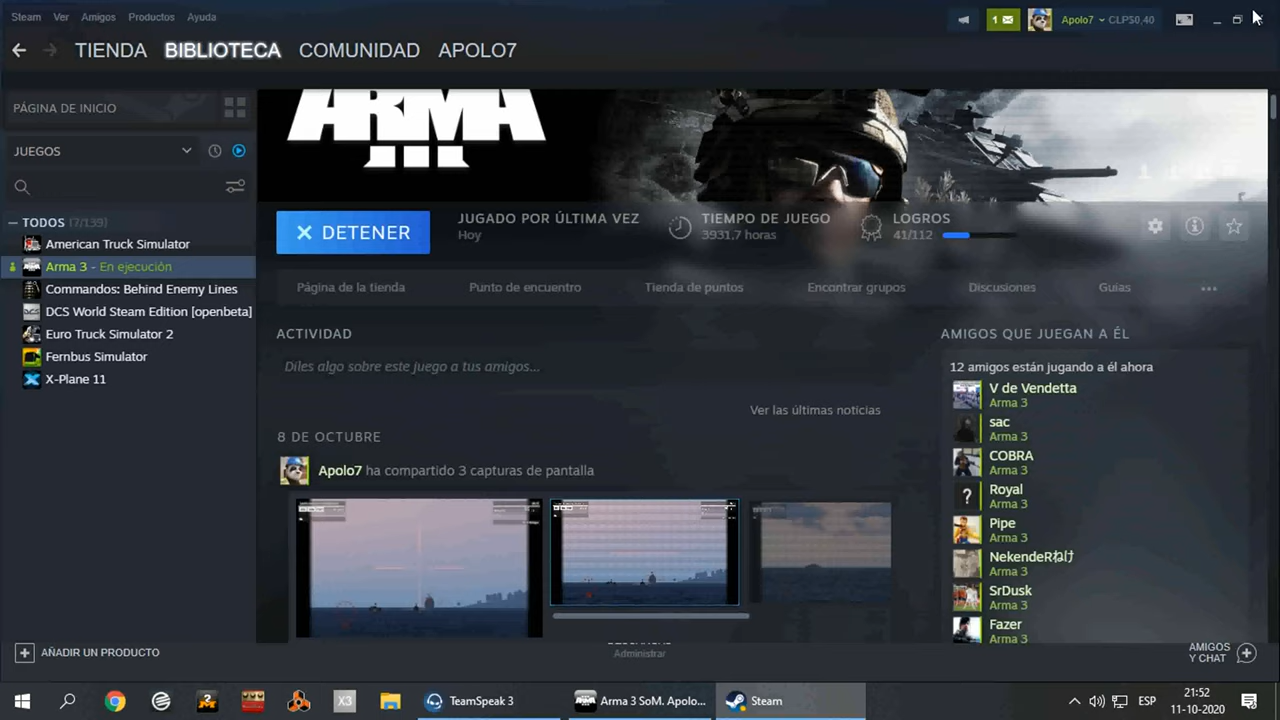 Steam Ver Amigos Productos Ayuda
1 Apolo7 CLP$0,40
TIENDA BIBLIOTECA COMUNIDAD APOLO7
PÁGINA DE INICIO
JUEGOS
TODOS (7/139)
American Truck Simulator
Arma 3 - En ejecución
Commandos: Behind Enemy Lines
DCS World Steam Edition [openbeta]
Euro Truck Simulator 2
Fernbus Simulator
X-Plane 11
ARMA
III
DETENER
JUGADO POR ÚLTIMA VEZ
Hoy
TIEMPO DE JUEGO
3931,7 horas
LOGROS
41/112
Página de la tienda Punto de encuentro Tienda de puntos Encontrar grupos Discusiones Guías ...
ACTIVIDAD
Diles algo sobre este juego a tus amigos...
Ver las últimas noticias
8 DE OCTUBRE
Apolo7 ha compartido 3 capturas de pantalla
AMIGOS QUE JUEGAN A ÉL
12 amigos están jugando a él ahora
V de Vendetta
Arma 3
sac
Arma 3
COBRA
Arma 3
?
Royal
Arma 3
Pipe
Arma 3
NekendeRねけ
Arma 3
SrDusk
Arma 3
Fazer
Arma 3
AÑADIR UN PRODUCTO
Administrar
AMIGOS
Y CHAT
X3
TeamSpeak 3
Arma 3 SoM. Apolo...
Steam
ESP
21:52
11-10-2020